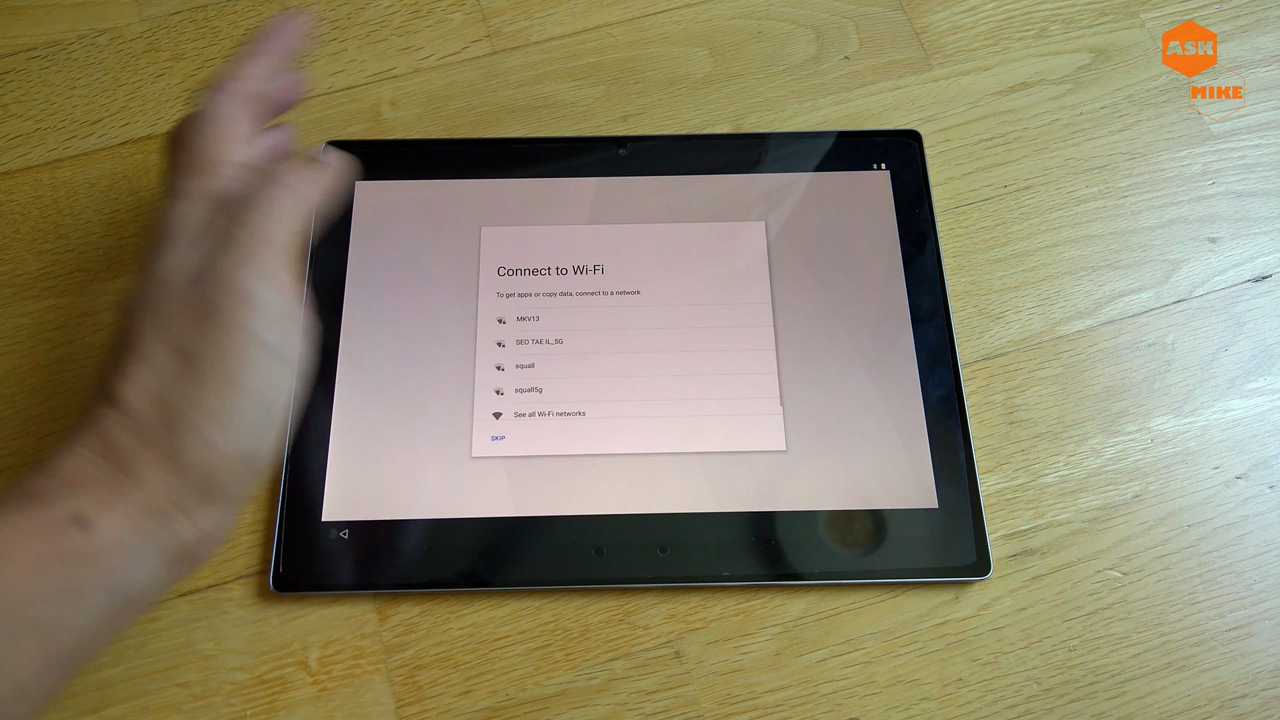 ASK
MIKE
Connect to Wi-Fi
To get apps or copy data, connect to a network
MKV13
SEO TAE IL_5G
squall
squall5g
See all Wi-Fi networks
SKIP